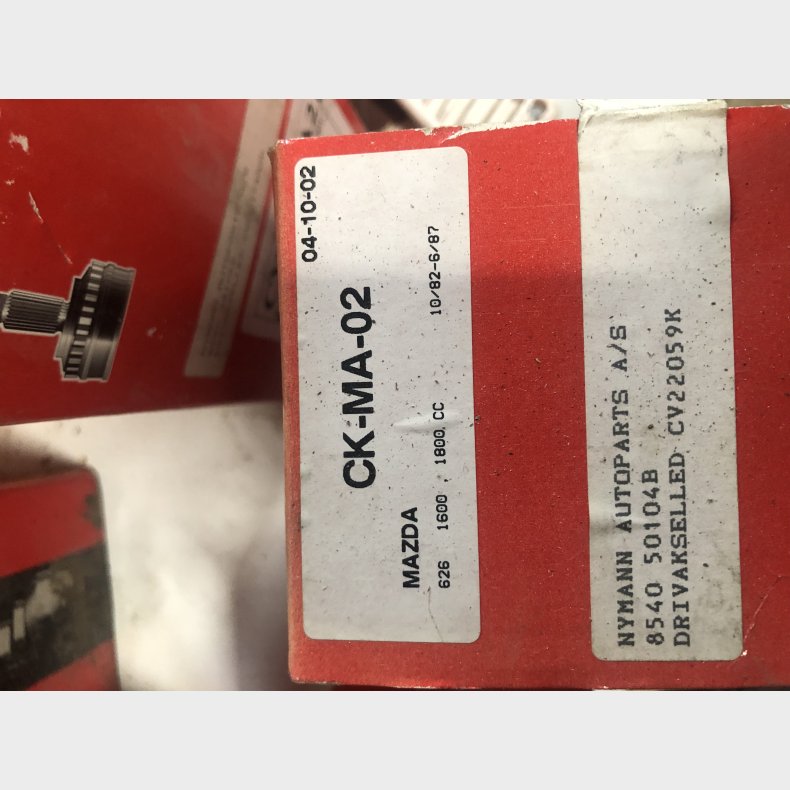 04-10-02
CK-MA-02
MAZDA
626 1600 , 1800 CC 10/82-6/87
NYMANN AUTOPARTS A/S
8540 50104B
DRIVAKSELLED CV22059K